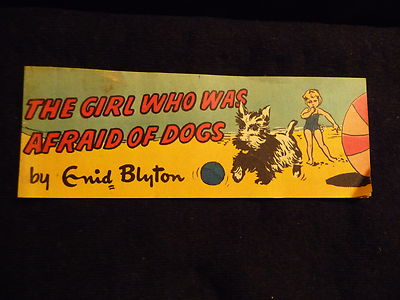 THE GIRL WHO WAS
AFRAID OF DOGS
by Enid Blyton